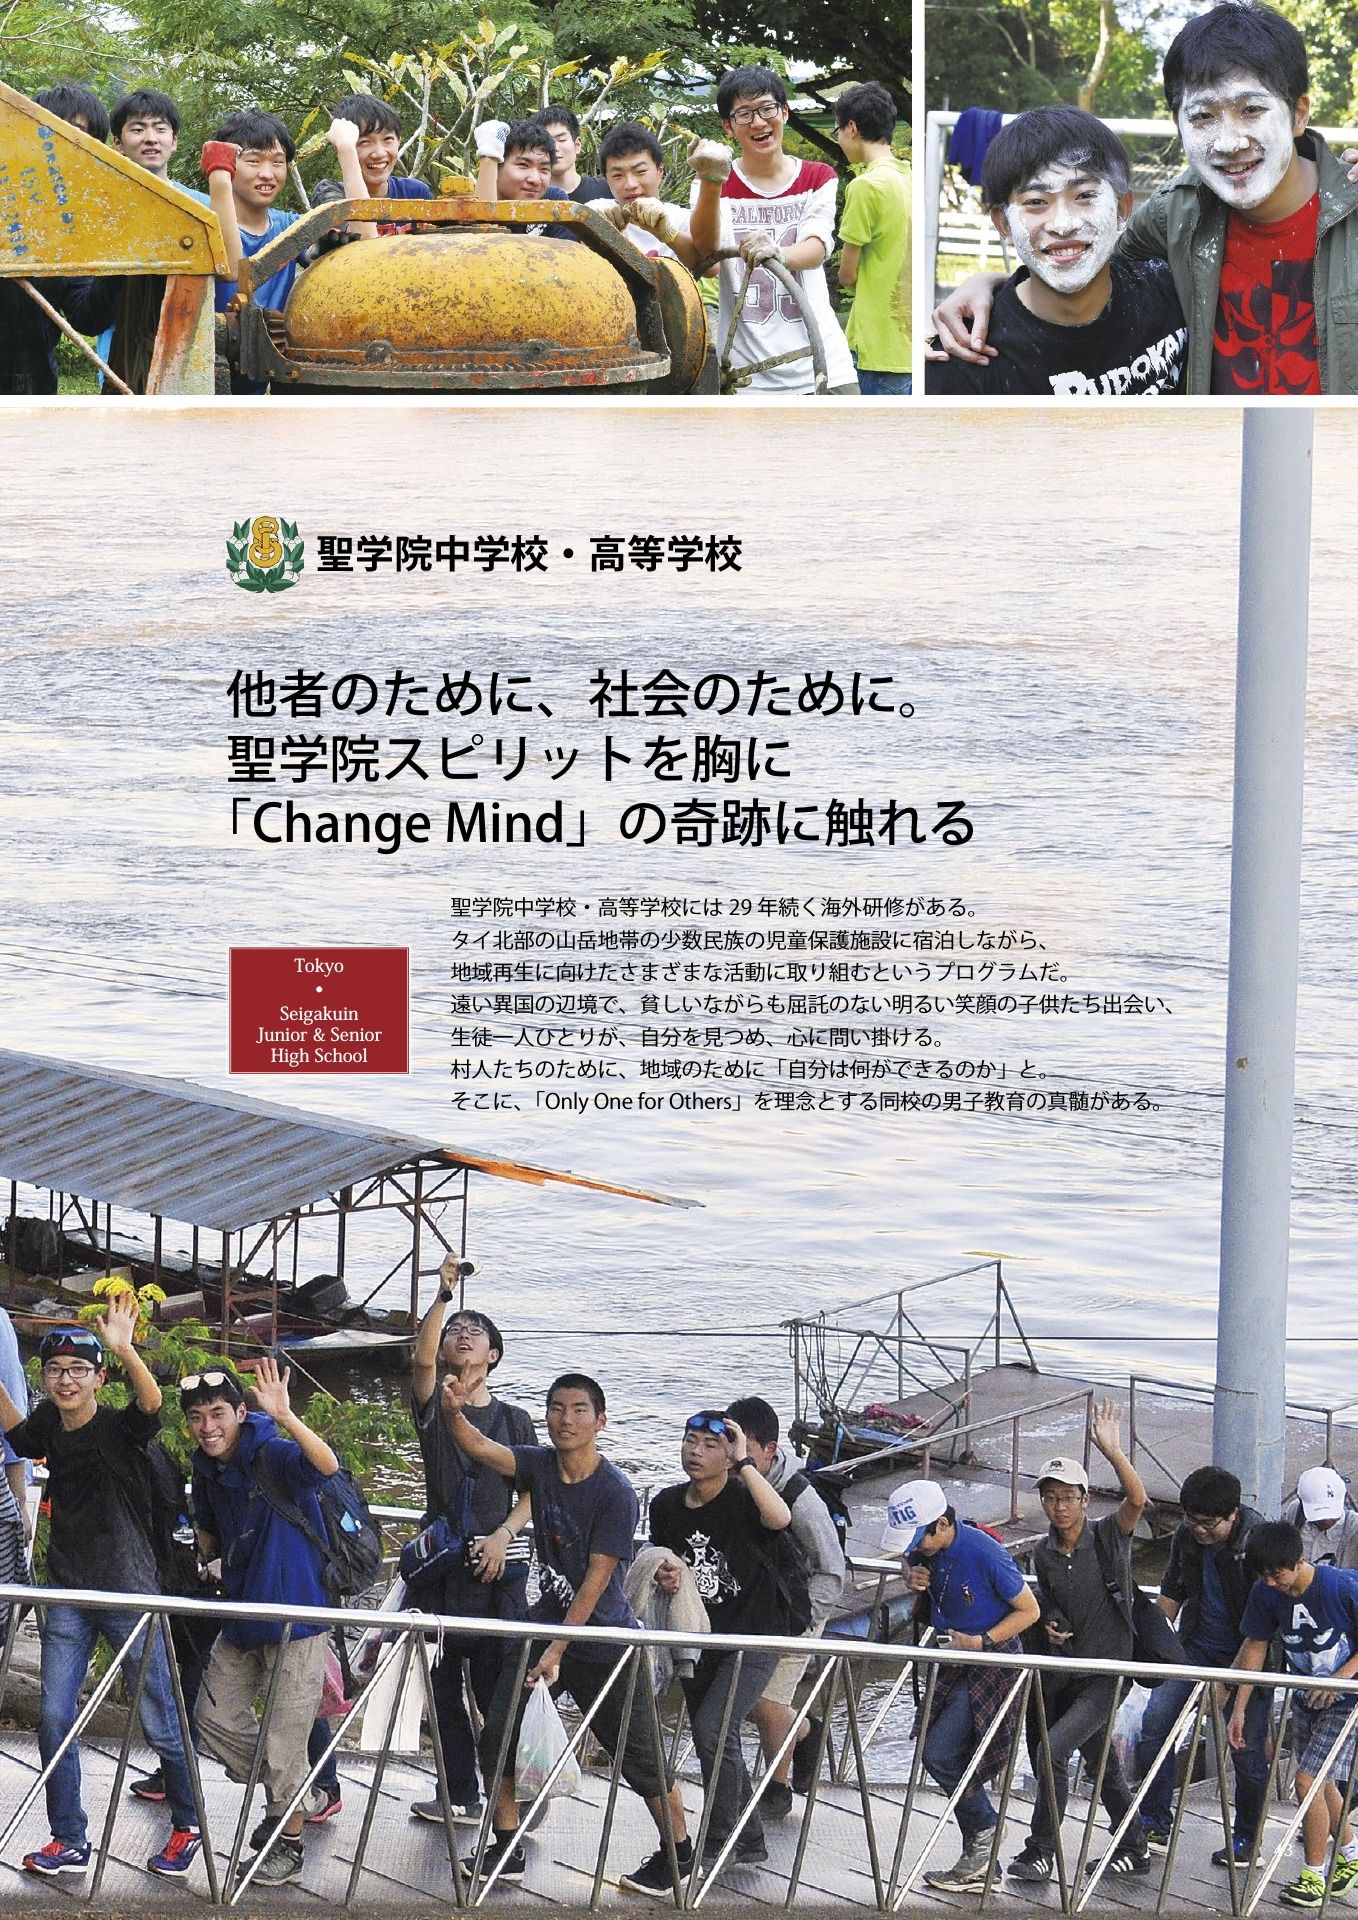 CALIFORN
BUDOKAN
聖学院中学校・高等学校
他者のために、社会のために。
聖学院スピリットを胸に
「Change Mind」の奇跡に触れる
聖学院中学校・高等学校には 29 年続く海外研修がある。
タイ北部の山岳地帯の少数民族の児童保護施設に宿泊しながら、
地域再生に向けたさまざまな活動に取り組むというプログラムだ。
遠い異国の辺境で、貧しいながらも屈託のない明るい笑顔の子供たち出会い、
生徒一人ひとりが、自分を見つめ、心に問い掛ける。
村人たちのために、地域のために「自分は何ができるのか」と。
そこに、「Only One for Others」を理念とする同校の男子教育の真髄がある。
Tokyo
•
Seigakuin
Junior & Senior
High School
A